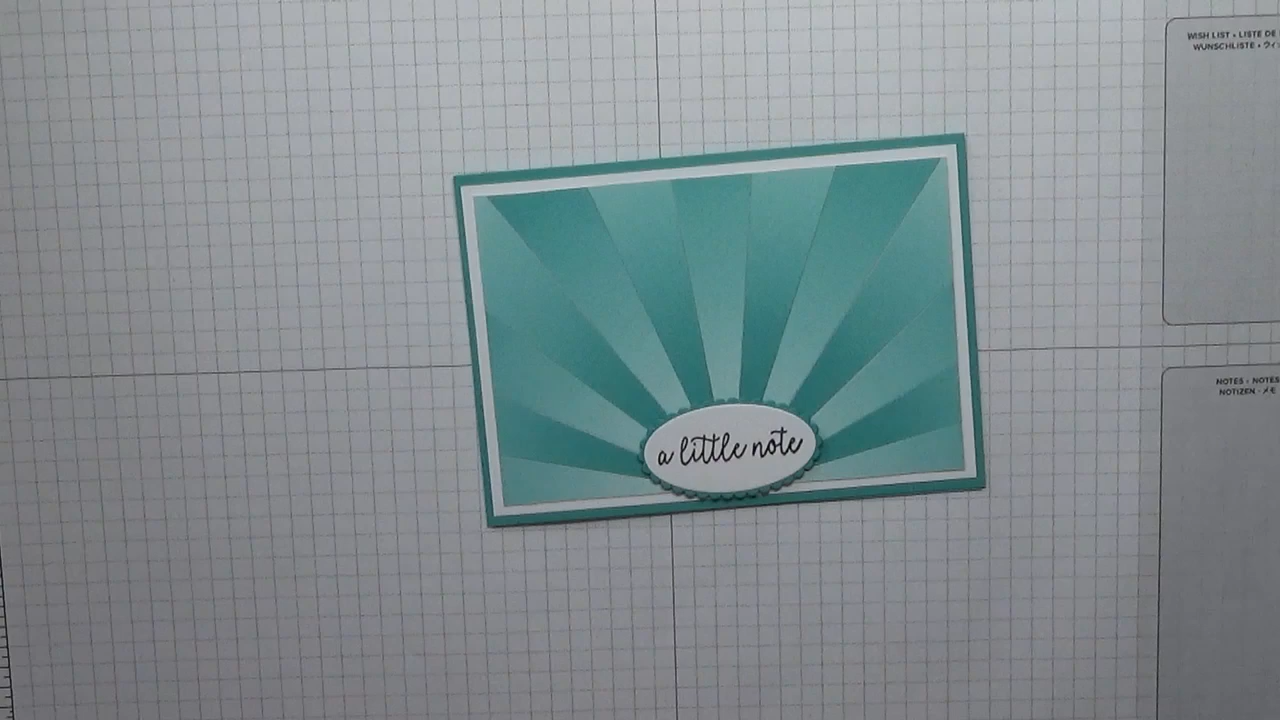 WISH LIST • LISTE DE
WUNSCHLISTE •
a little note
NOTES • NOTES
NOTIZEN • メモ